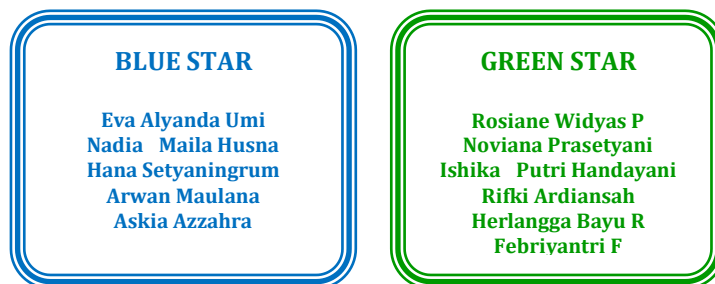 BLUE STAR
Eva Alyanda Umi
Nadia Maila Husna
Hana Setyaningrum
Arwan Maulana
Askia Azzahra
GREEN STAR
Rosiane Widyas P
Noviana Prasetyani
Ishika Putri Handayani
Rifki Ardiansah
Herlangga Bayu R
Febriyantri F